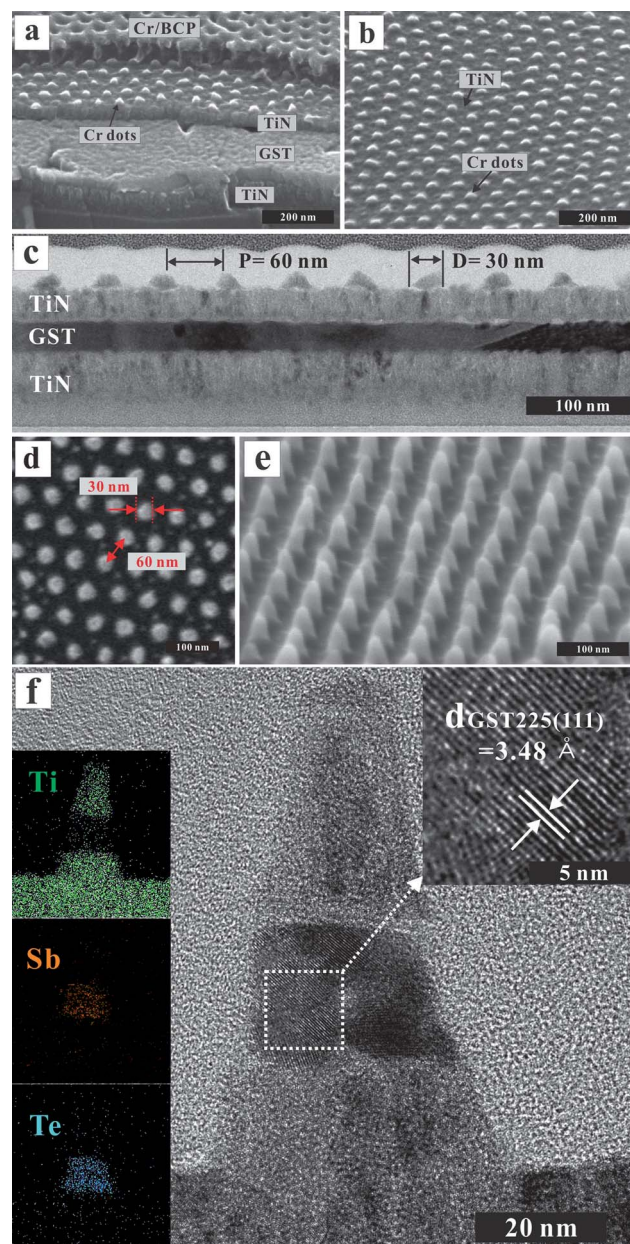 a
Cr/BCP
Cr dots
TiN
GST
TiN
200 nm
b
TiN
Cr dots
200 nm
c
P= 60 nm
D= 30 nm
TiN
GST
TiN
100 nm
d
30 nm
60 nm
100 nm
e
100 nm
f
Ti
Sb
Te
dGST225(111)
=3.48 Å
5 nm
20 nm